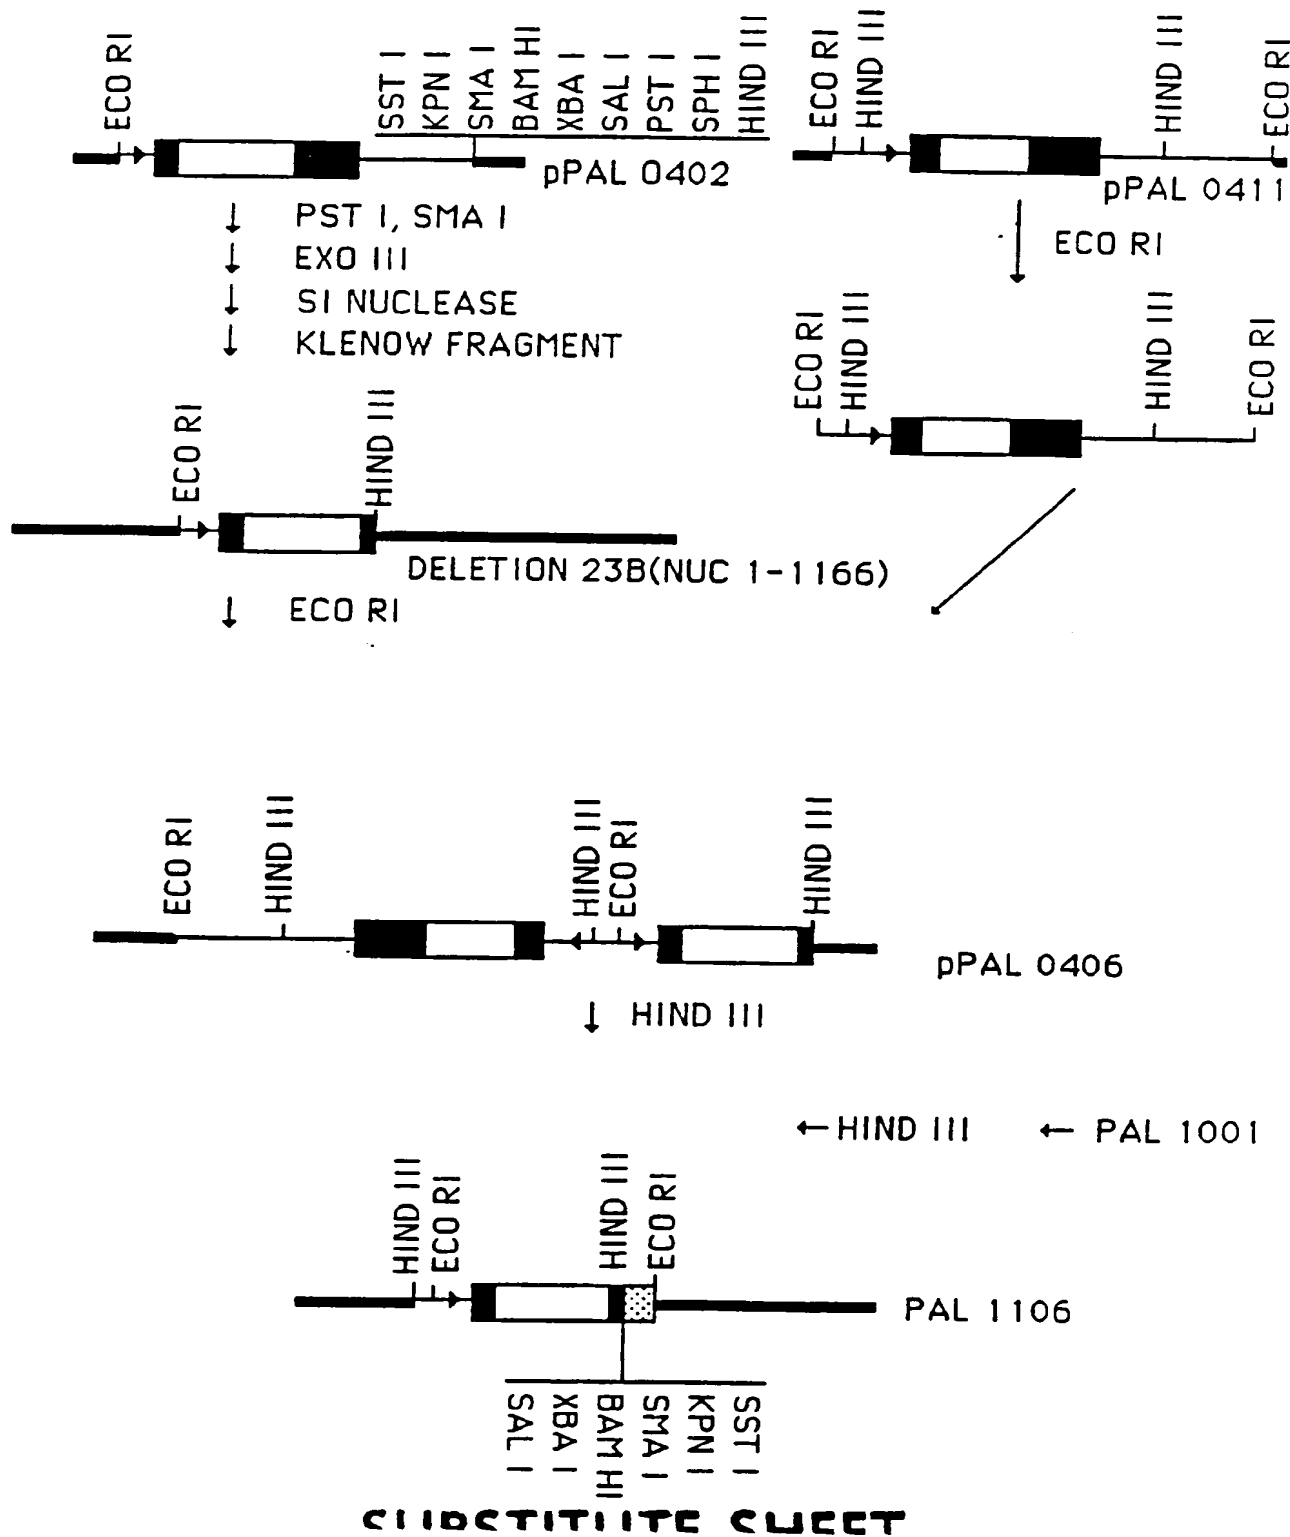 ECO RI
SST I
KPN I
SMA I
BAM HI
XBA I
SAL I
PST I
SPH I
HIND III
pPAL 0402
ECO RI
HIND III
HIND III
ECO RI
pPAL 0411
PST I, SMA I
EXO III
SI NUCLEASE
KLENOW FRAGMENT
ECO RI
ECO RI
HIND III
HIND III
ECO RI
ECO RI
HIND III
DELETION 23B(NUC 1-1166)
ECO RI
ECO RI
HIND III
HIND III
ECO RI
HIND III
pPAL 0406
HIND III
HIND III
PAL 1001
HIND III
ECO RI
HIND III
ECO RI
PAL 1106
SAL I
XBA I
BAM HI
SMA I
KPN I
SST I
SUBSTITUTE SHEET